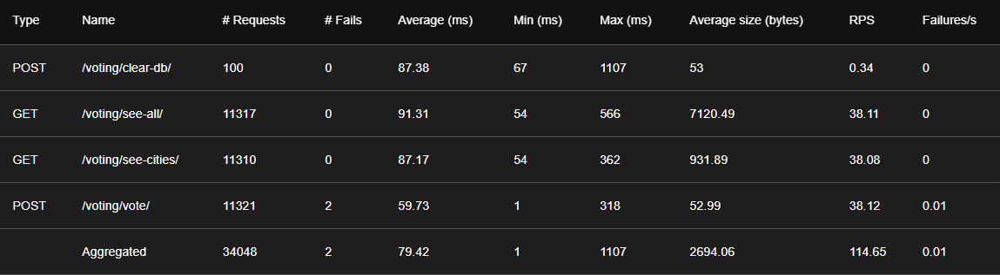 Type Name # Requests # Fails Average (ms) Min (ms) Max (ms) Average size (bytes) RPS Failures/s
POST /voting/clear-db/ 100 0 87.38 67 1107 53 0.34 0
GET /voting/see-all/ 11317 0 91.31 54 566 7120.49 38.11 0
GET /voting/see-cities/ 11310 0 87.17 54 362 931.89 38.08 0
POST /voting/vote/ 11321 2 59.73 1 318 52.99 38.12 0.01
Aggregated 34048 2 79.42 1 1107 2694.06 114.65 0.01